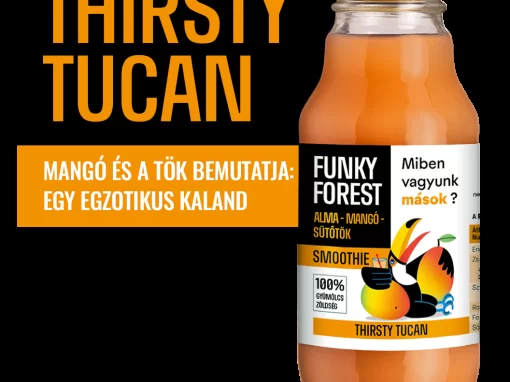 THIRSTY
TUCAN
MANGÓ ÉS A TÖK BEMUTATJA:
EGY EGZOTIKUS KALAND
FUNKY
FOREST
ALMA - MANGÓ -
SÜTŐTÖK
SMOOTHIE
100%
GYÜMÖLCS
ZÖLDSÉG
THIRSTY TUCAN
Miben
vagyunk
mások ?